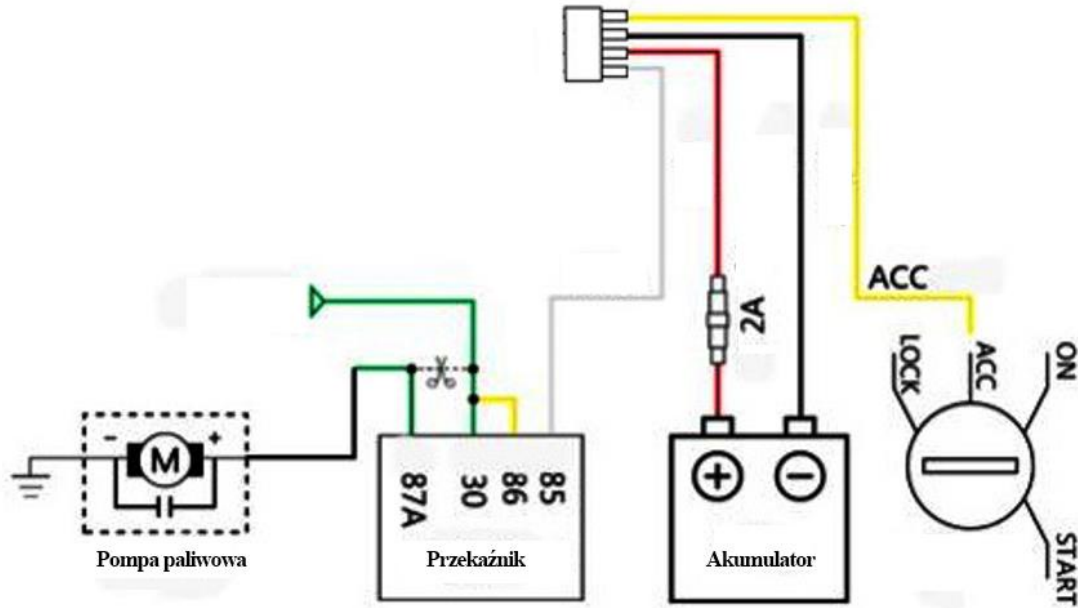 ACC
2A
LOCK
ACC
ON
START
- +
M
87A
30
86
85
+
−
Pompa paliwowa
Przekaźnik
Akumulator